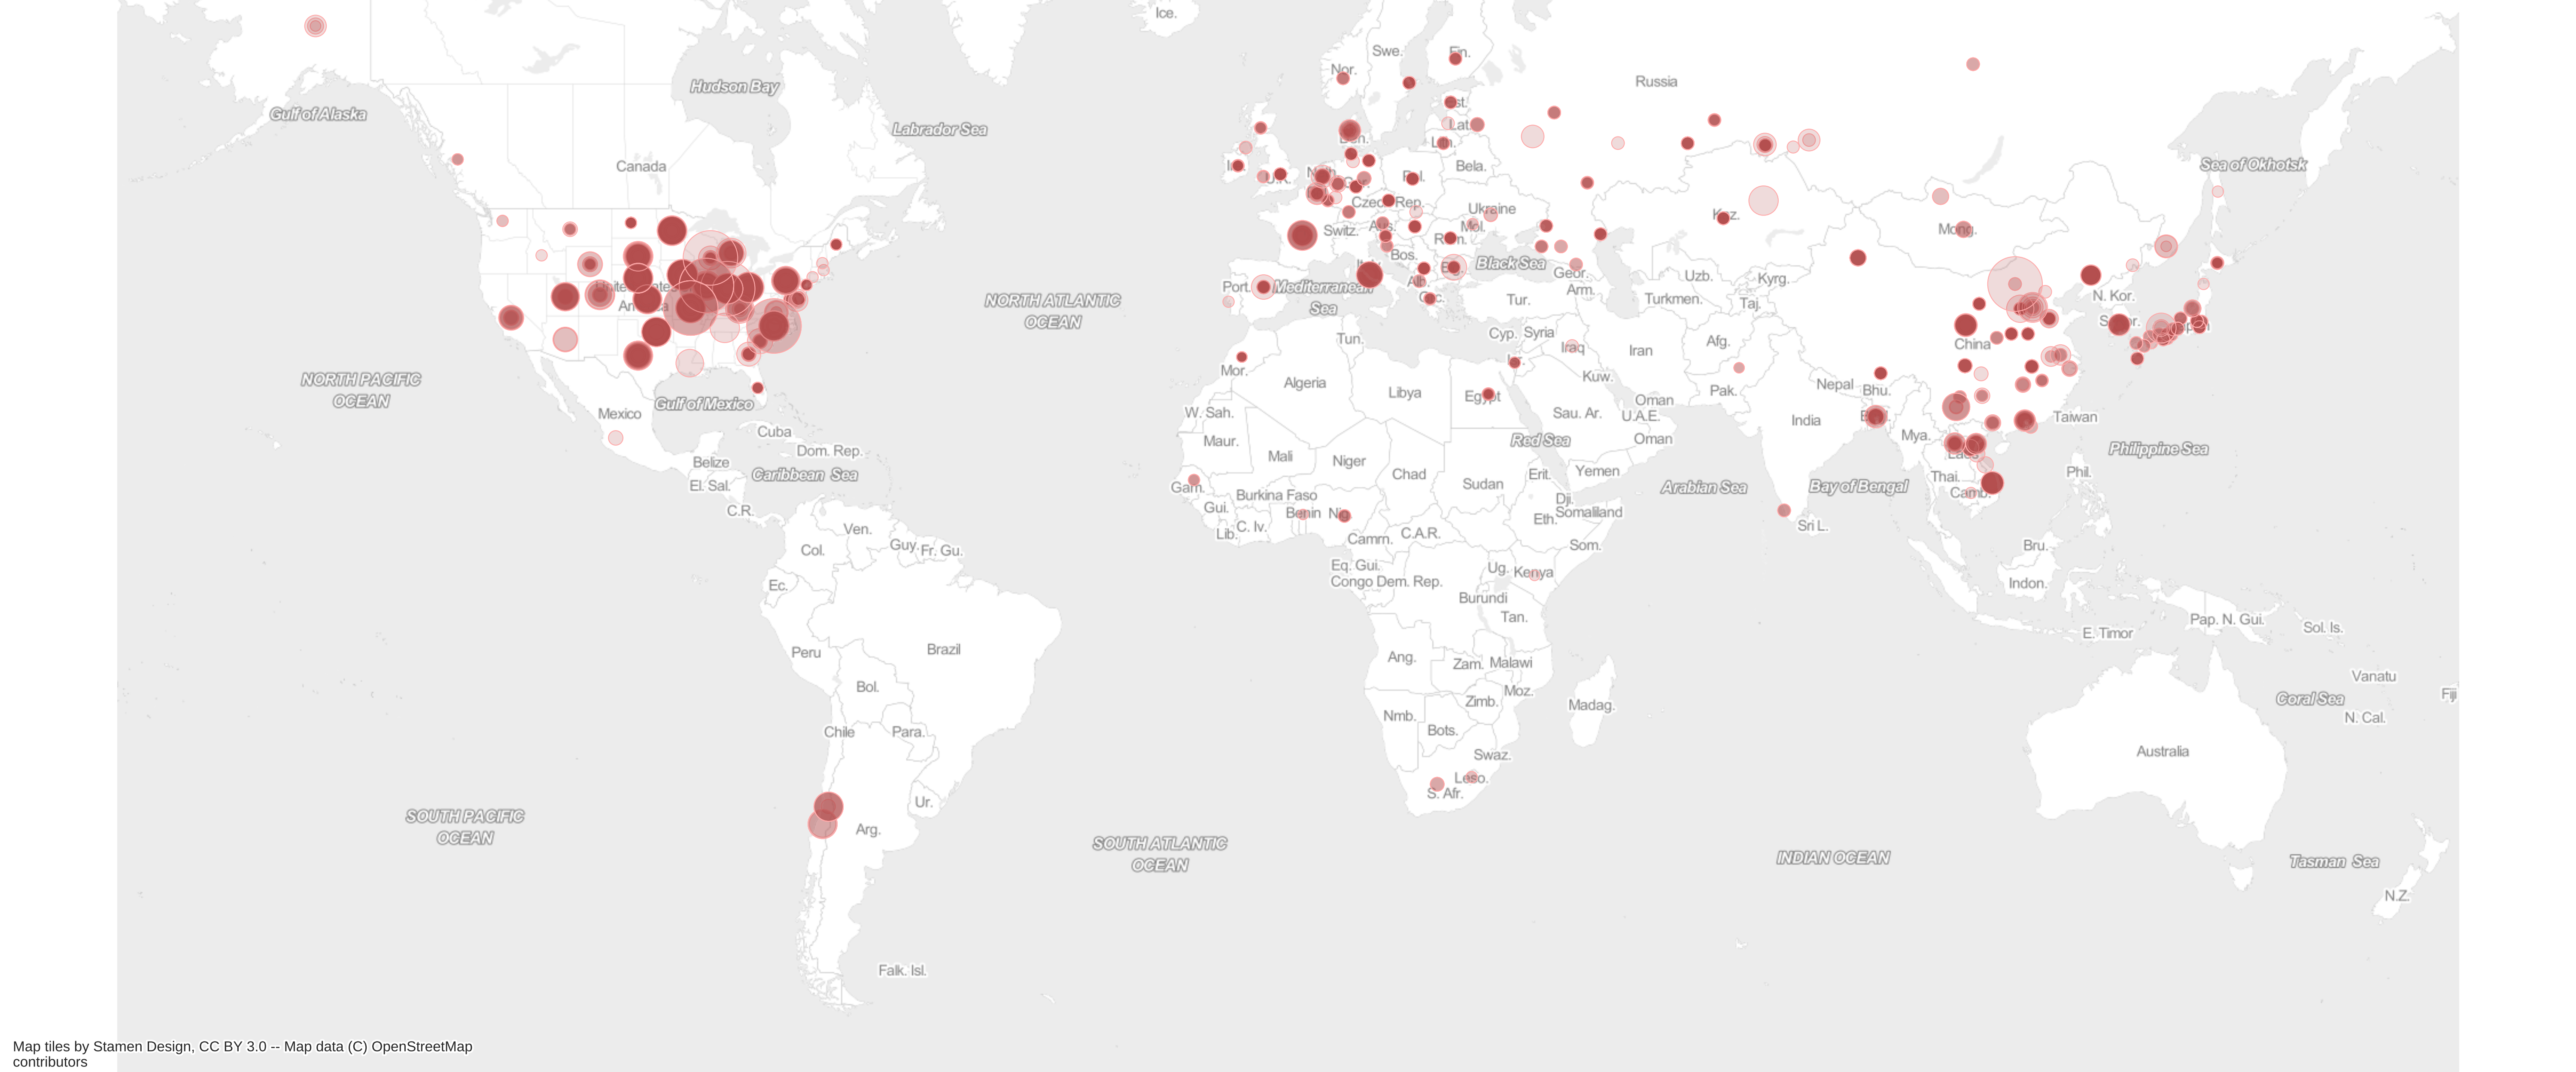 Ice.
Swe.
Fin.
Nor.
Russia
Hudson Bay
Gulf of Alaska
Labrador Sea
Est.
Lat.
Den.
Lith.
Canada
Sea of Okhotsk
Bela.
U.K.
Pol.
Czech Rep.
Ukraine
Kaz.
Switz.
Aus.
Mol.
Mong.
Rom.
Bos.
Black Sea
Geor.
Uzb.
Kyrg.
Port.
Mediterranean
Sea
Alb.
Grc.
Arm.
Tur.
Turkmen.
Taj.
N. Kor.
United States
America
NORTH ATLANTIC
OCEAN
Tun.
Cyp.
Syria
Iraq
Iran
Afg.
China
Japan
Mor.
Algeria
Libya
Egypt
Kuw.
Pak.
Nepal
Bhu.
NORTH PACIFIC
OCEAN
Gulf of Mexico
Mexico
W. Sah.
Sau. Ar.
Oman
U.A.E.
Oman
India
Taiwan
Cuba
Dom. Rep.
Maur.
Mali
Niger
Chad
Sudan
Red Sea
Erit.
Yemen
Mya.
Laos
Philippine Sea
Belize
El. Sal.
Caribbean Sea
Gam.
Burkina Faso
Arabian Sea
Bay of Bengal
Thai.
Camb.
Phil.
C.R.
Gui.
Benin
Dji.
Somaliland
Eth.
Sri L.
Ven.
Lib.
C. Iv.
Camrn.
C.A.R.
Som.
Bru.
Col.
Guy.
Fr. Gu.
Eq. Gui.
Congo Dem. Rep.
Ug.
Kenya
Indon.
Ec.
Burundi
Tan.
Pap. N. Gui.
Sol. Is.
E. Timor
Peru
Brazil
Ang.
Zam.
Malawi
Vanatu
Fiji
Bol.
Moz.
Zimb.
Madag.
Coral Sea
N. Cal.
Nmb.
Chile
Para.
Bots.
Swaz.
Australia
Leso.
S. Afr.
Ur.
Arg.
SOUTH PACIFIC
OCEAN
SOUTH ATLANTIC
OCEAN
INDIAN OCEAN
Tasman Sea
N.Z.
Falk. Isl.
Map tiles by Stamen Design, CC BY 3.0 -- Map data (C) OpenStreetMap
contributors